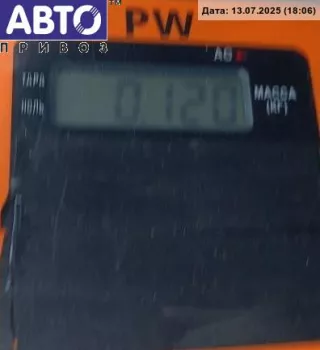 АВТО
ПРИВОЗ
PW
Дата: 13.07.2025 (18:06)
ТАРА
НОЛЬ
0.120
МАССА
(КГ)